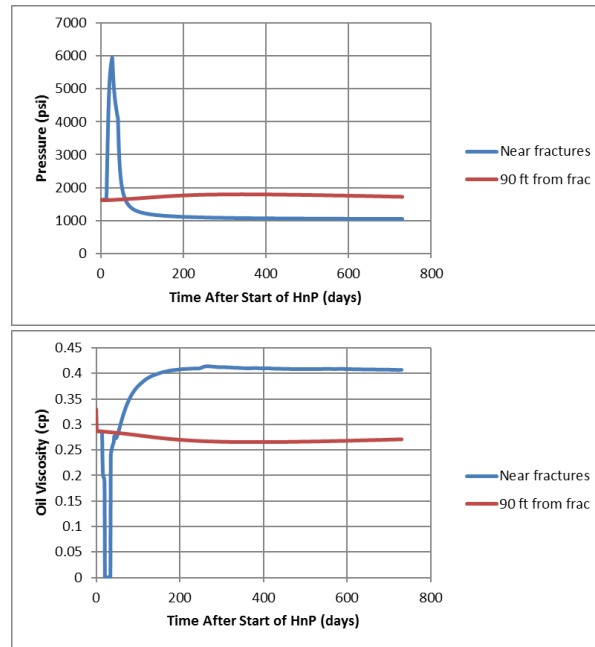 7000
6000
5000
4000
3000
2000
1000
0
Pressure (psi)
0 200 400 600 800
Time After Start of HnP (days)
Near fractures
90 ft from frac
0.45
0.4
0.35
0.3
0.25
0.2
0.15
0.1
0.05
0
Oil Viscosity (cp)
0 200 400 600 800
Time After Start of HnP (days)
Near fractures
90 ft from frac